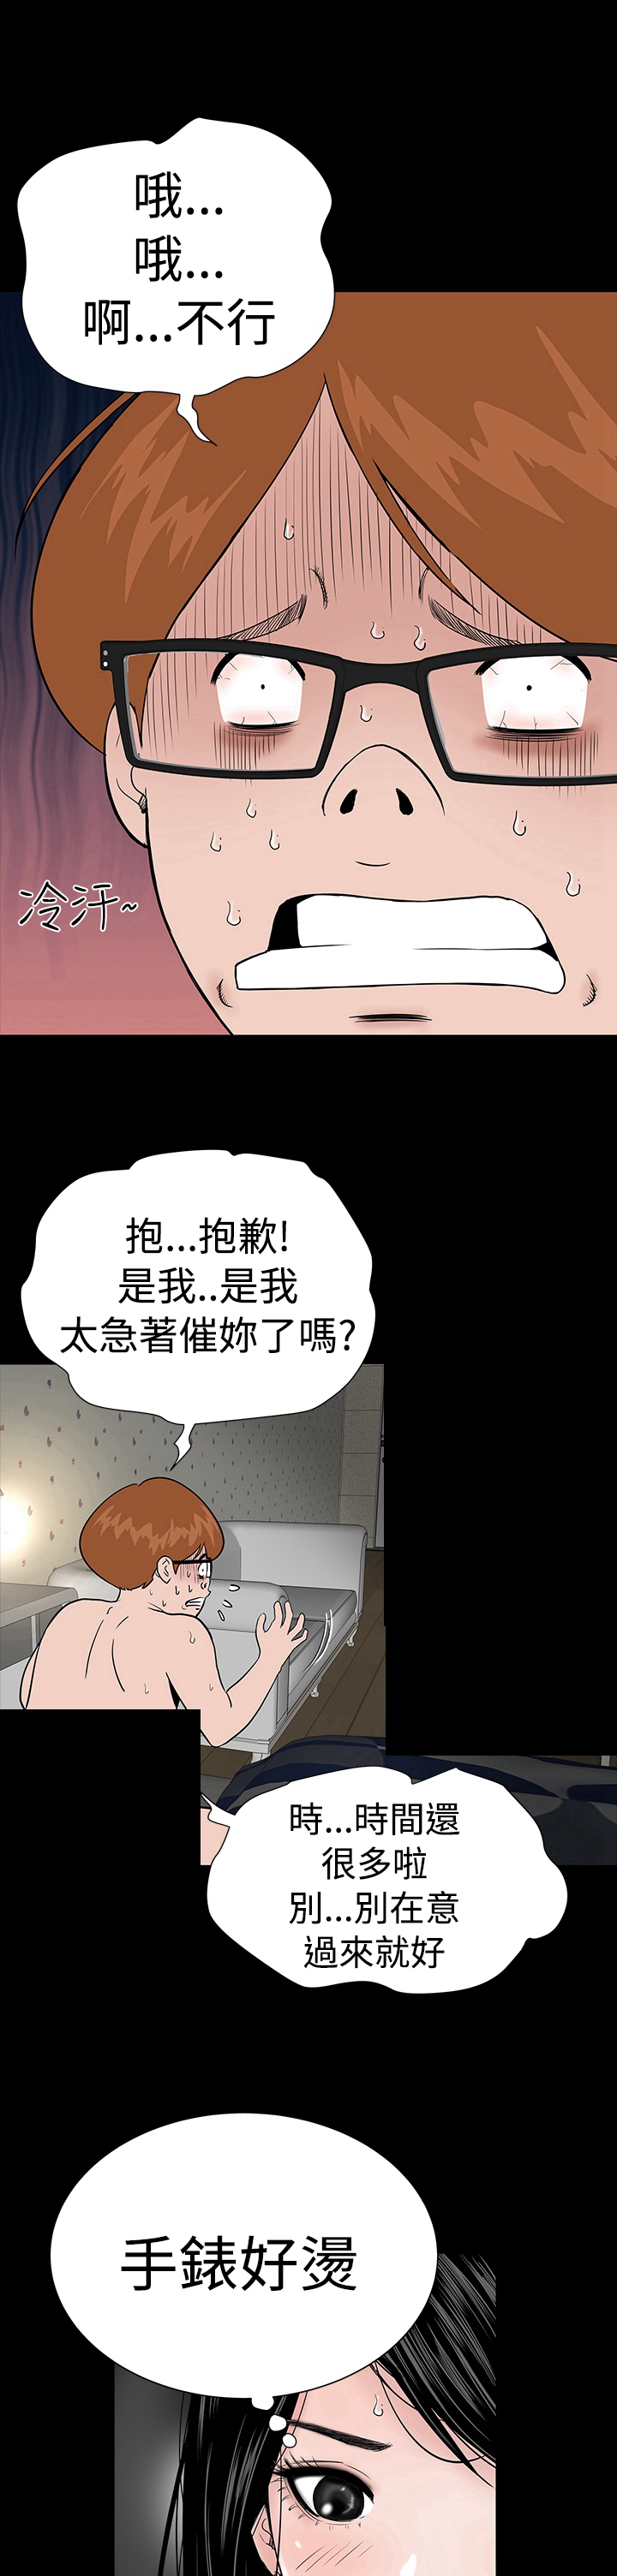 哦...
哦...
啊...不行
冷汗~
抱...抱歉!
是我..是我
太急著催妳了嗎?
時...時間還
很多啦
別...別在意
過來就好
手錶好燙